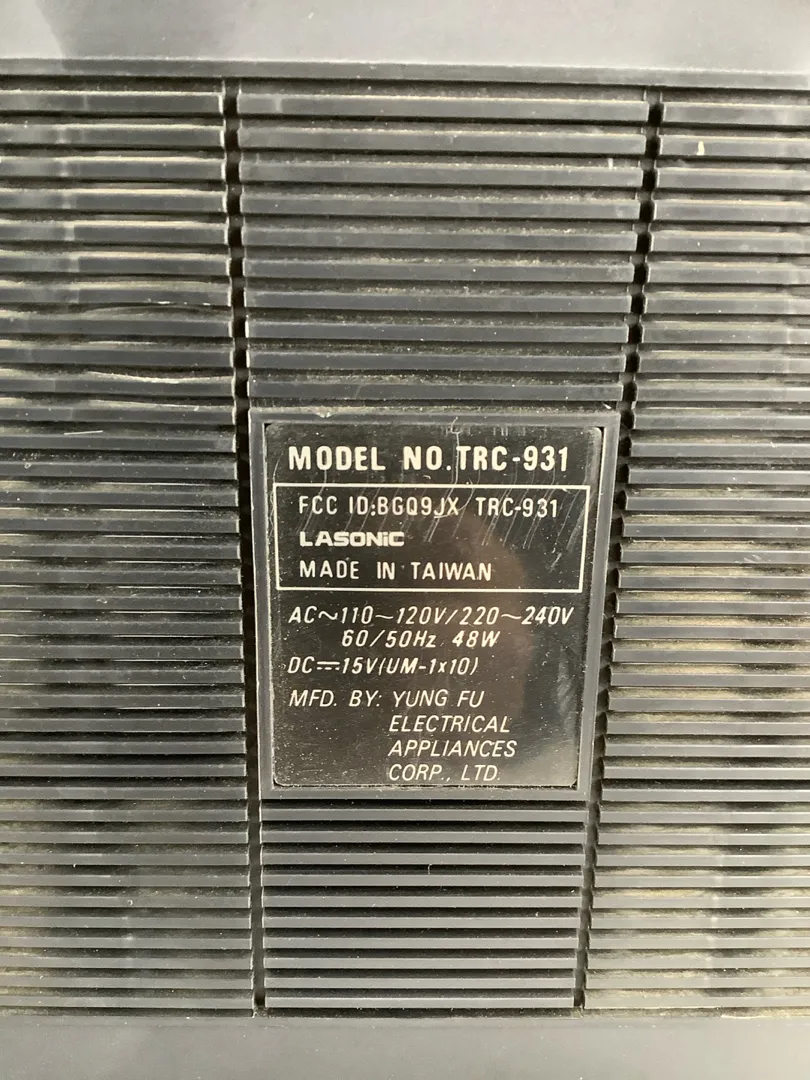 MODEL NO. TRC-931
FCC ID:BGQ9JX TRC-931
LASONIC
MADE IN TAIWAN
AC~110~120V/220~240V
60/50Hz 48W
DC⎓15V(UM-1x10)
MFD. BY: YUNG FU
ELECTRICAL
APPLIANCES
CORP., LTD.